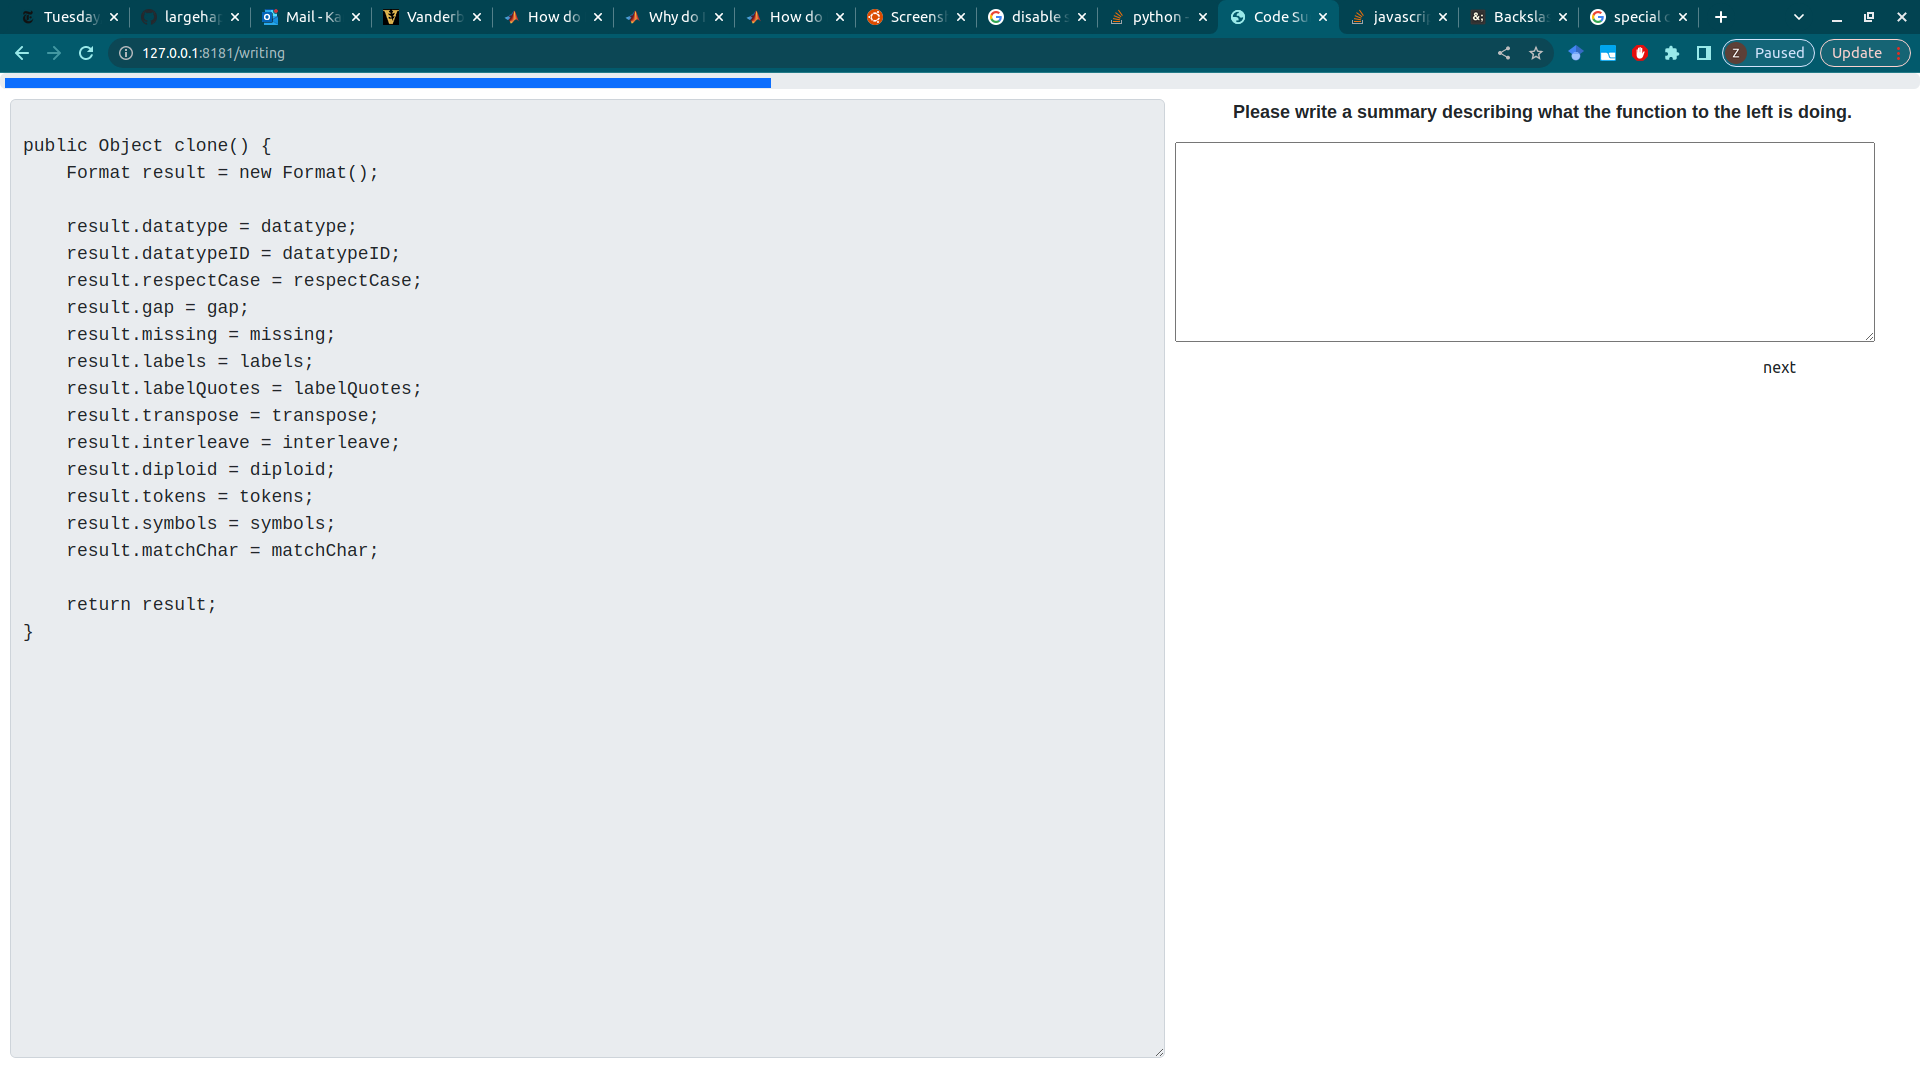 Tuesday
largehap
Mail - Ka
Vanderb
How do
Why do
How do
Screens
disable s
python -
Code Su
javascrip
Backslas
special c
127.0.0.1:8181/writing
Z Paused
Update
Please write a summary describing what the function to the left is doing.
public Object clone() {
    Format result = new Format();
    result.datatype = datatype;
    result.datatypeID = datatypeID;
    result.respectCase = respectCase;
    result.gap = gap;
    result.missing = missing;
    result.labels = labels;
    result.labelQuotes = labelQuotes;
    result.transpose = transpose;
    result.interleave = interleave;
    result.diploid = diploid;
    result.tokens = tokens;
    result.symbols = symbols;
    result.matchChar = matchChar;
    return result;
}
next